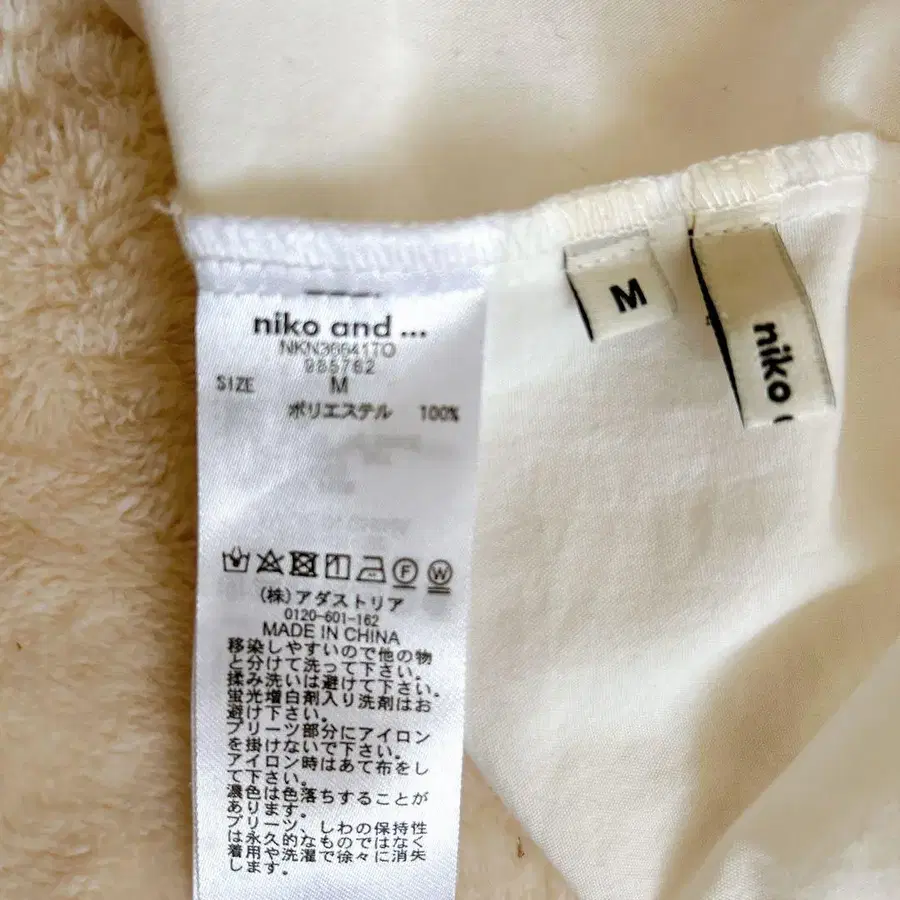 niko and ...
NKN3664170
985762
SIZE M
ポリエステル 100%
(株)アダストリア
0120-601-162
MADE IN CHINA
移染しやすいので他の物
と分けて洗って下さい。
揉み洗いは避けて下さい。
蛍光増白剤入り洗剤はお
避け下さい。
プリーツ部分にアイロン
を掛けないで下さい。
アイロン時はあて布をし
て下さい。
濃色は色落ちすることが
あります。
プリーツ、しわの保持性
は永久的なものではなく
着用や洗濯で徐々に消失
します。
F
W
M
niko